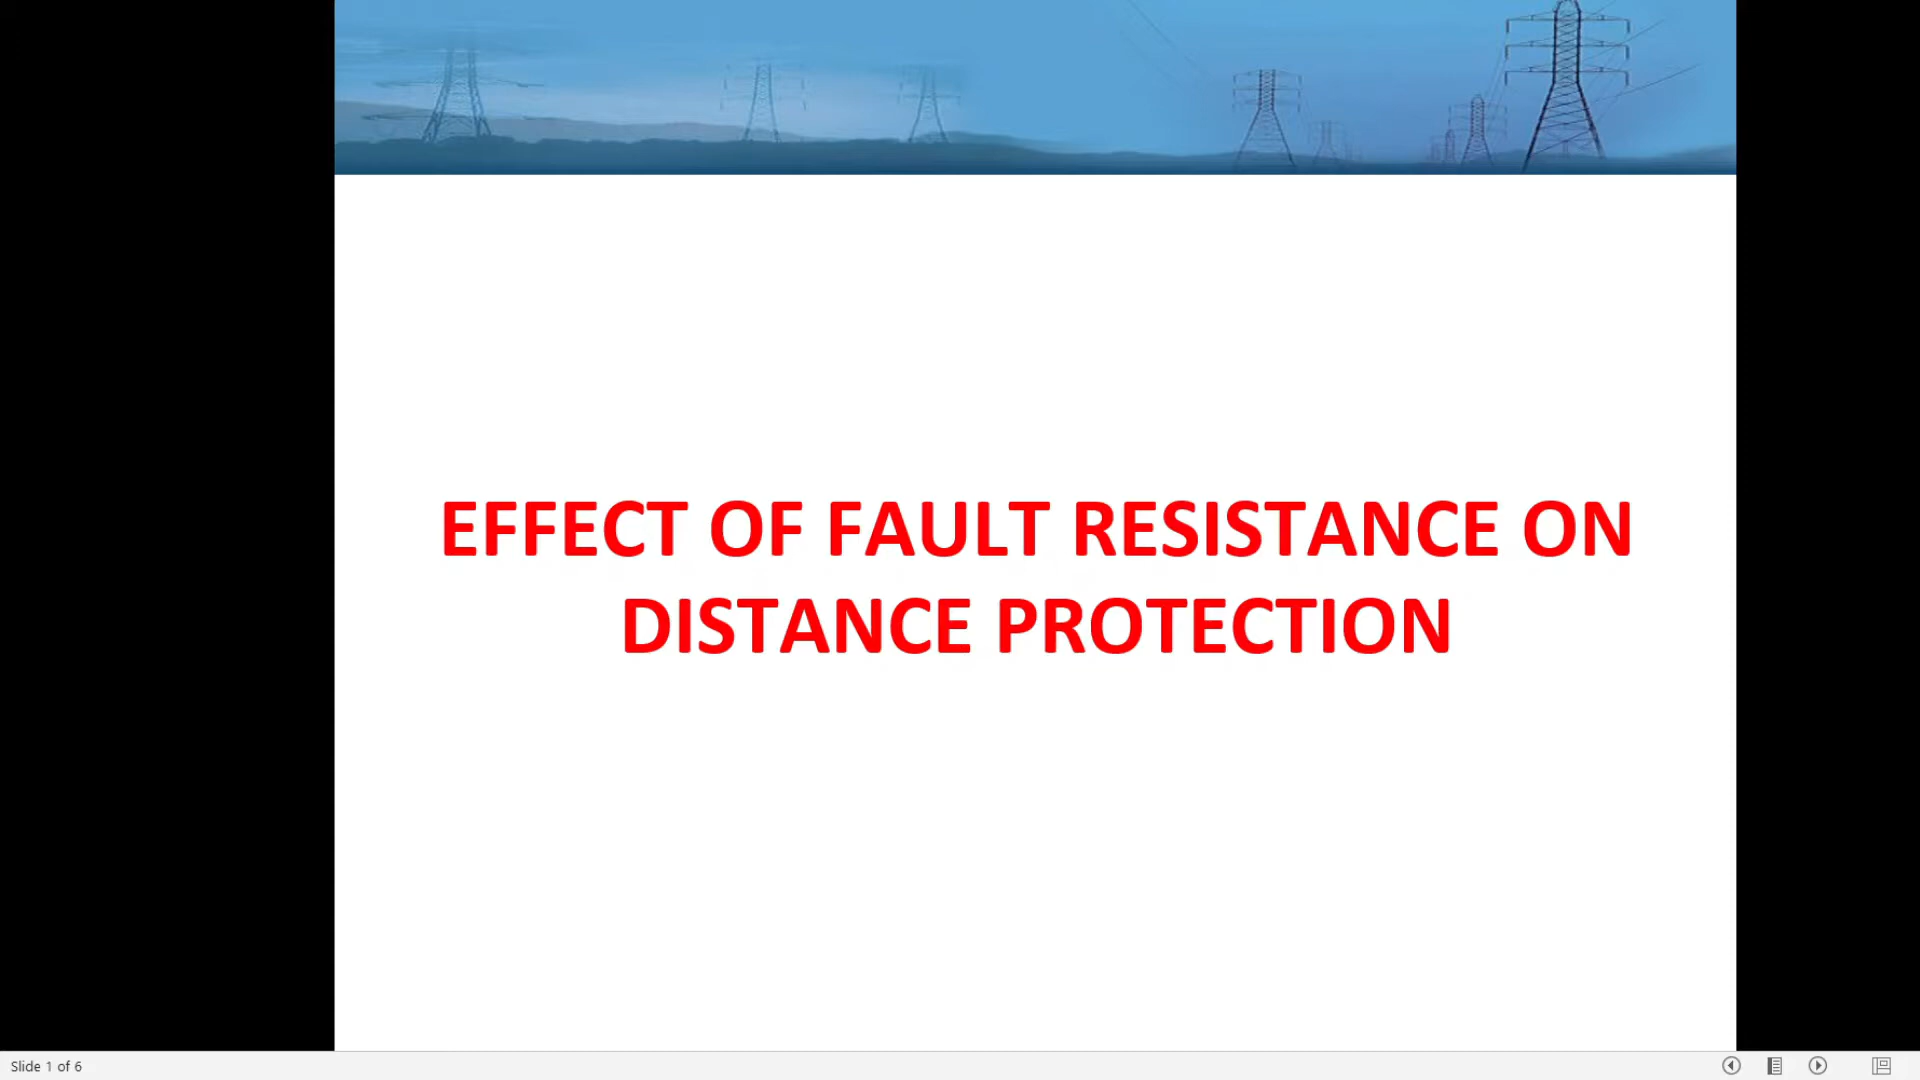 EFFECT OF FAULT RESISTANCE ON
DISTANCE PROTECTION
Slide 1 of 6